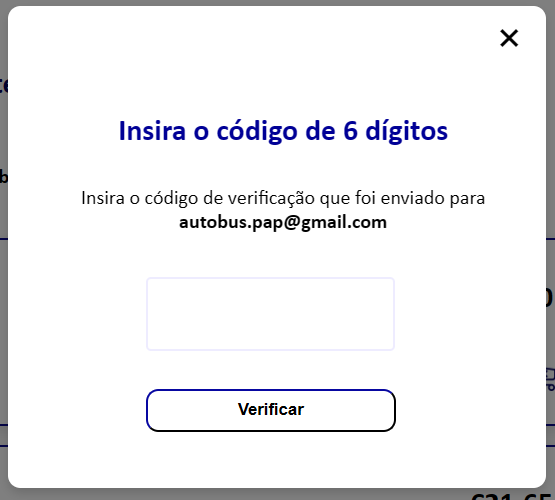 Insira o código de 6 dígitos
Insira o código de verificação que foi enviado para
autobus.pap@gmail.com
Verificar